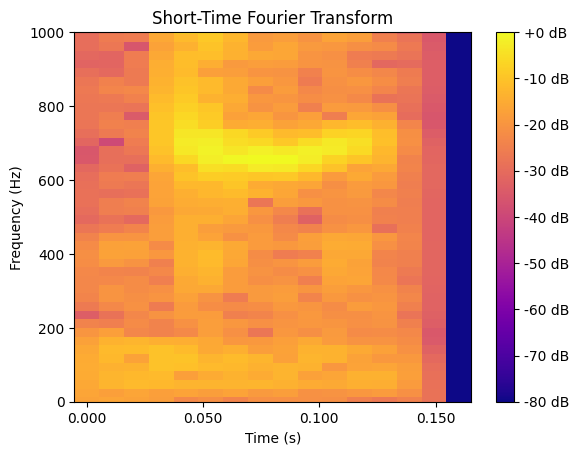 Short-Time Fourier Transform
1000
800
600
400
200
0
Frequency (Hz)
0.000
0.050
0.100
0.150
Time (s)
+0 dB
-10 dB
-20 dB
-30 dB
-40 dB
-50 dB
-60 dB
-70 dB
-80 dB